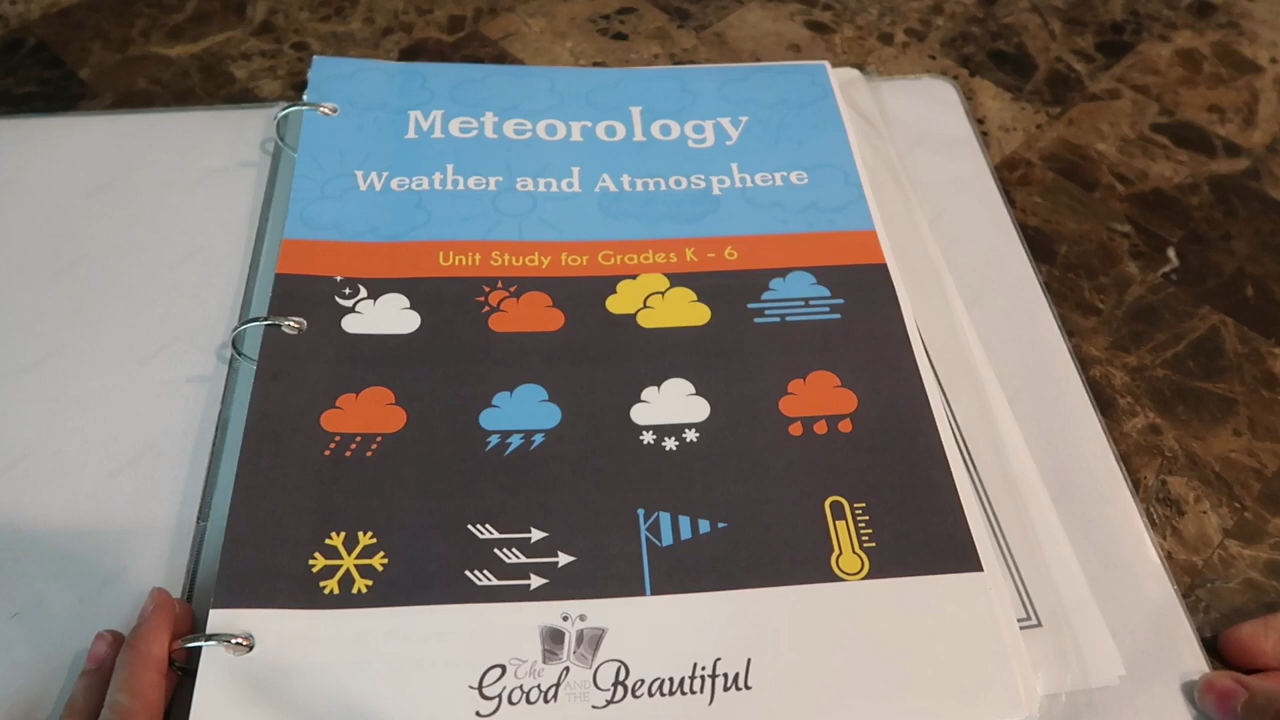 Meteorology
Weather and Atmosphere
Unit Study for Grades K - 6
The
Good AND THE Beautiful